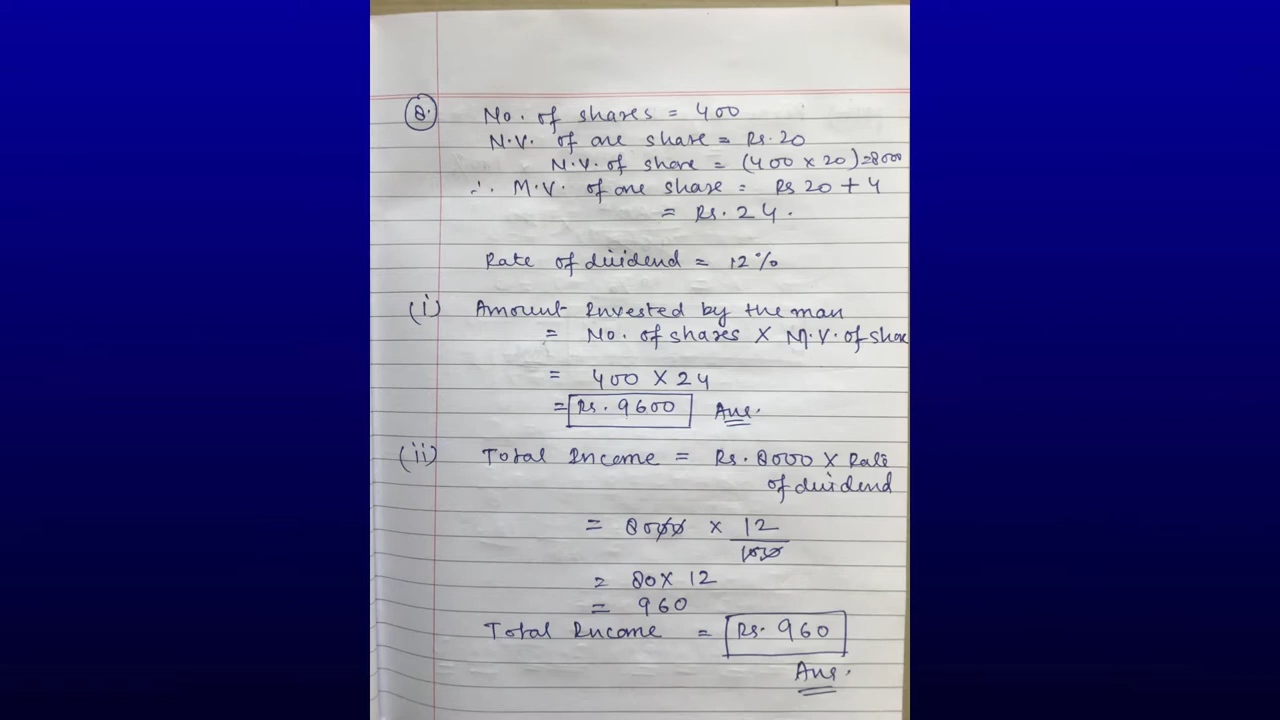 Q.
No. of shares = 400
N.V. of one share = Rs. 20
N.V. of share = (400 × 20) = 8000
∴ M.V. of one share = Rs 20 + 4
= Rs. 24.
Rate of dividend = 12%
(i) Amount Invested by the man
= No. of shares × M.V. of share
= 400 × 24
= Rs. 9600 Ans.
(ii) Total Income = Rs. 8000 × Rate
of dividend
= 8000 × 12
100
= 80 × 12
= 960
Total Income = Rs. 960
Ans.